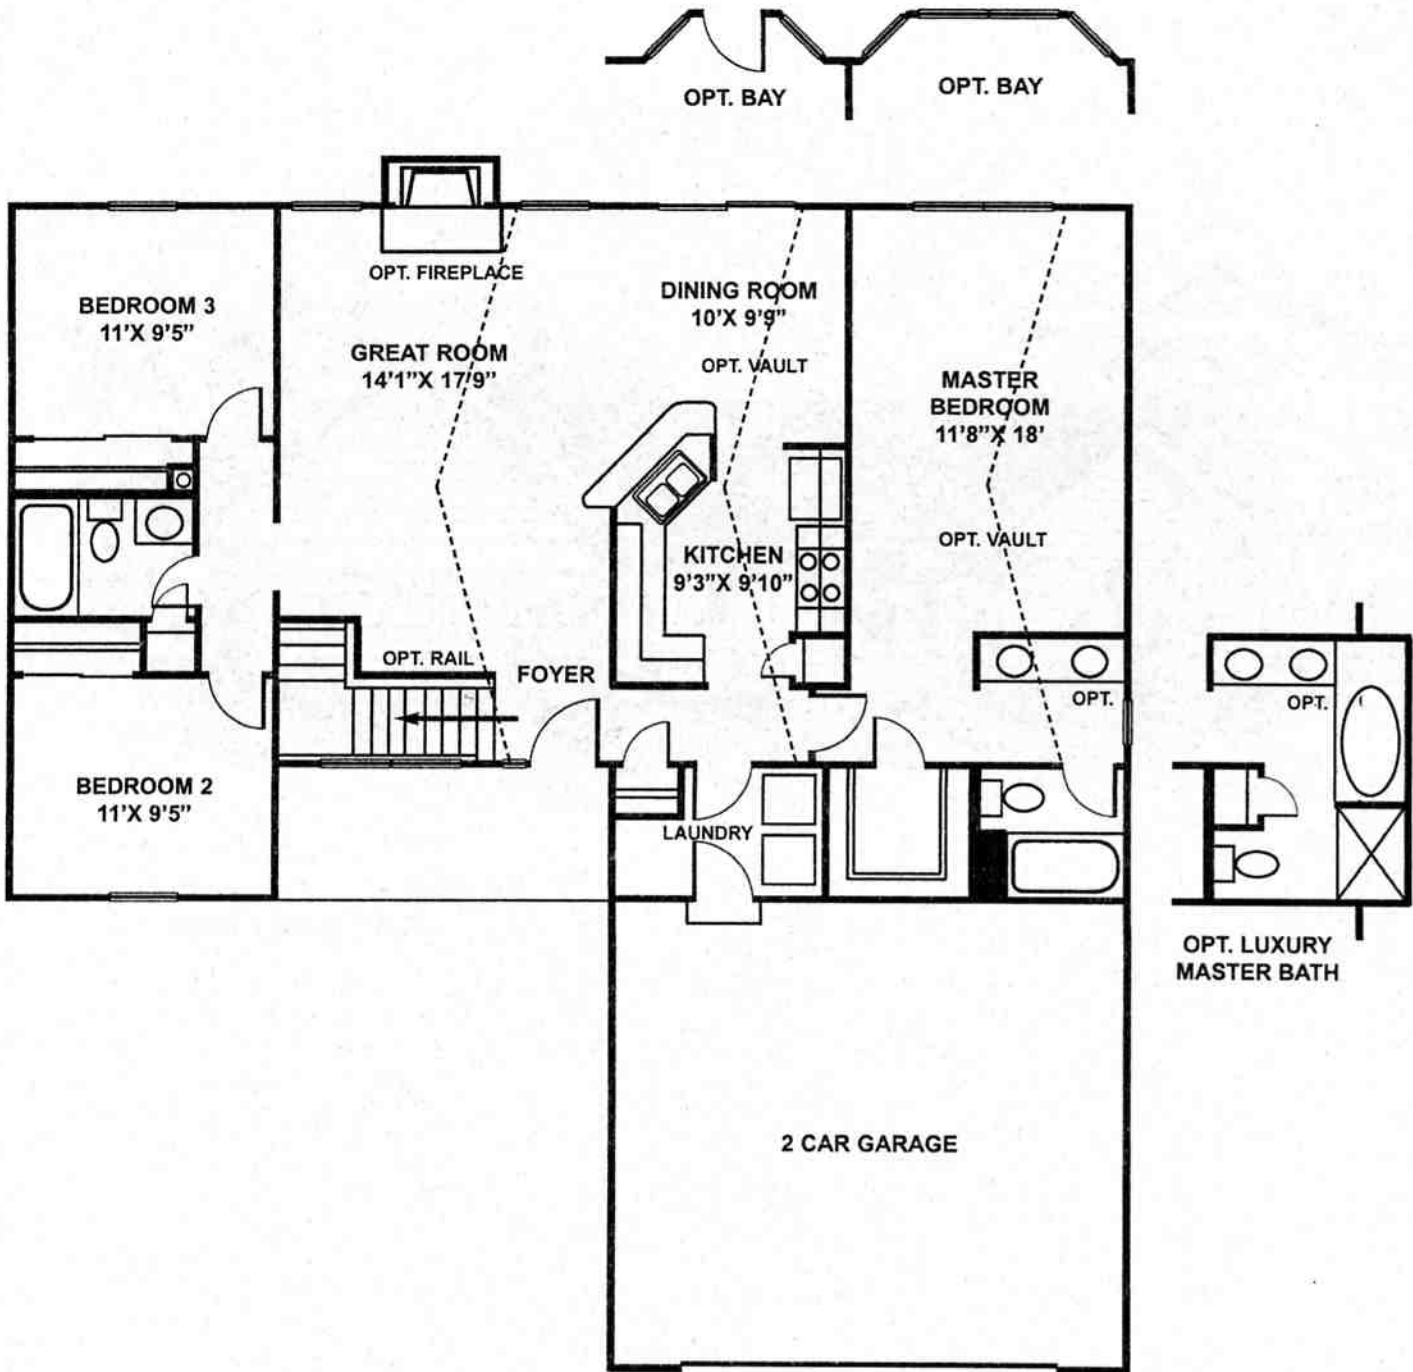 OPT. BAY
OPT. BAY
OPT. FIREPLACE
BEDROOM 3
11'X 9'5”
DINING ROOM
10'X 9'9”
GREAT ROOM
14'1”X 17'9”
OPT. VAULT
MASTER
BEDROOM
11'8”X 18'
KITCHEN
9'3”X 9'10”
OPT. VAULT
OPT. RAIL
FOYER
OPT.
OPT.
BEDROOM 2
11'X 9'5”
LAUNDRY
OPT. LUXURY
MASTER BATH
2 CAR GARAGE